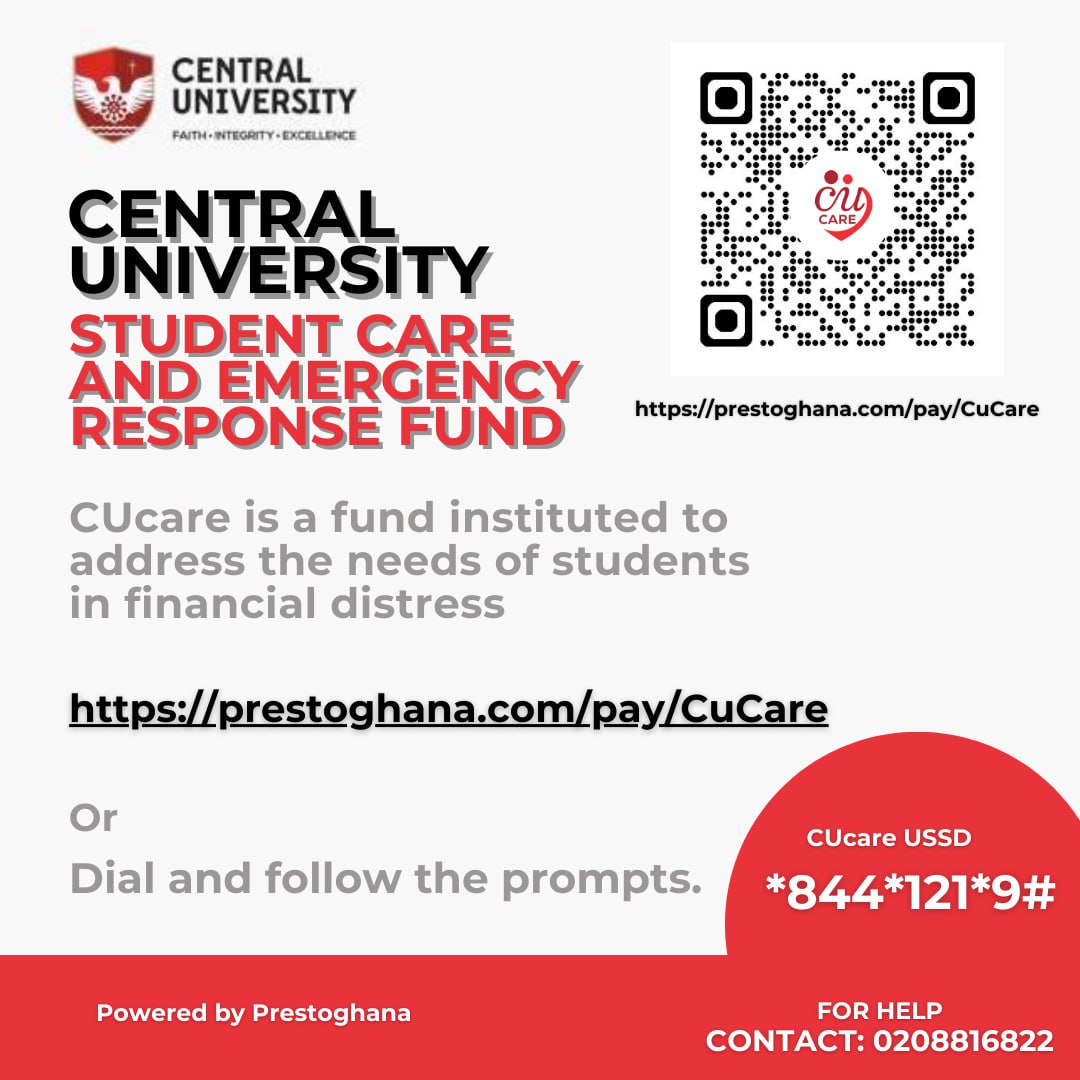 CENTRAL
UNIVERSITY
FAITH • INTEGRITY • EXCELLENCE
CENTRAL
UNIVERSITY
STUDENT CARE
AND EMERGENCY
RESPONSE FUND
cu
CARE
https://prestoghana.com/pay/CuCare
CUcare is a fund instituted to
address the needs of students
in financial distress
https://prestoghana.com/pay/CuCare
Or
Dial and follow the prompts.
CUcare USSD
*844*121*9#
Powered by Prestoghana
FOR HELP
CONTACT: 0208816822